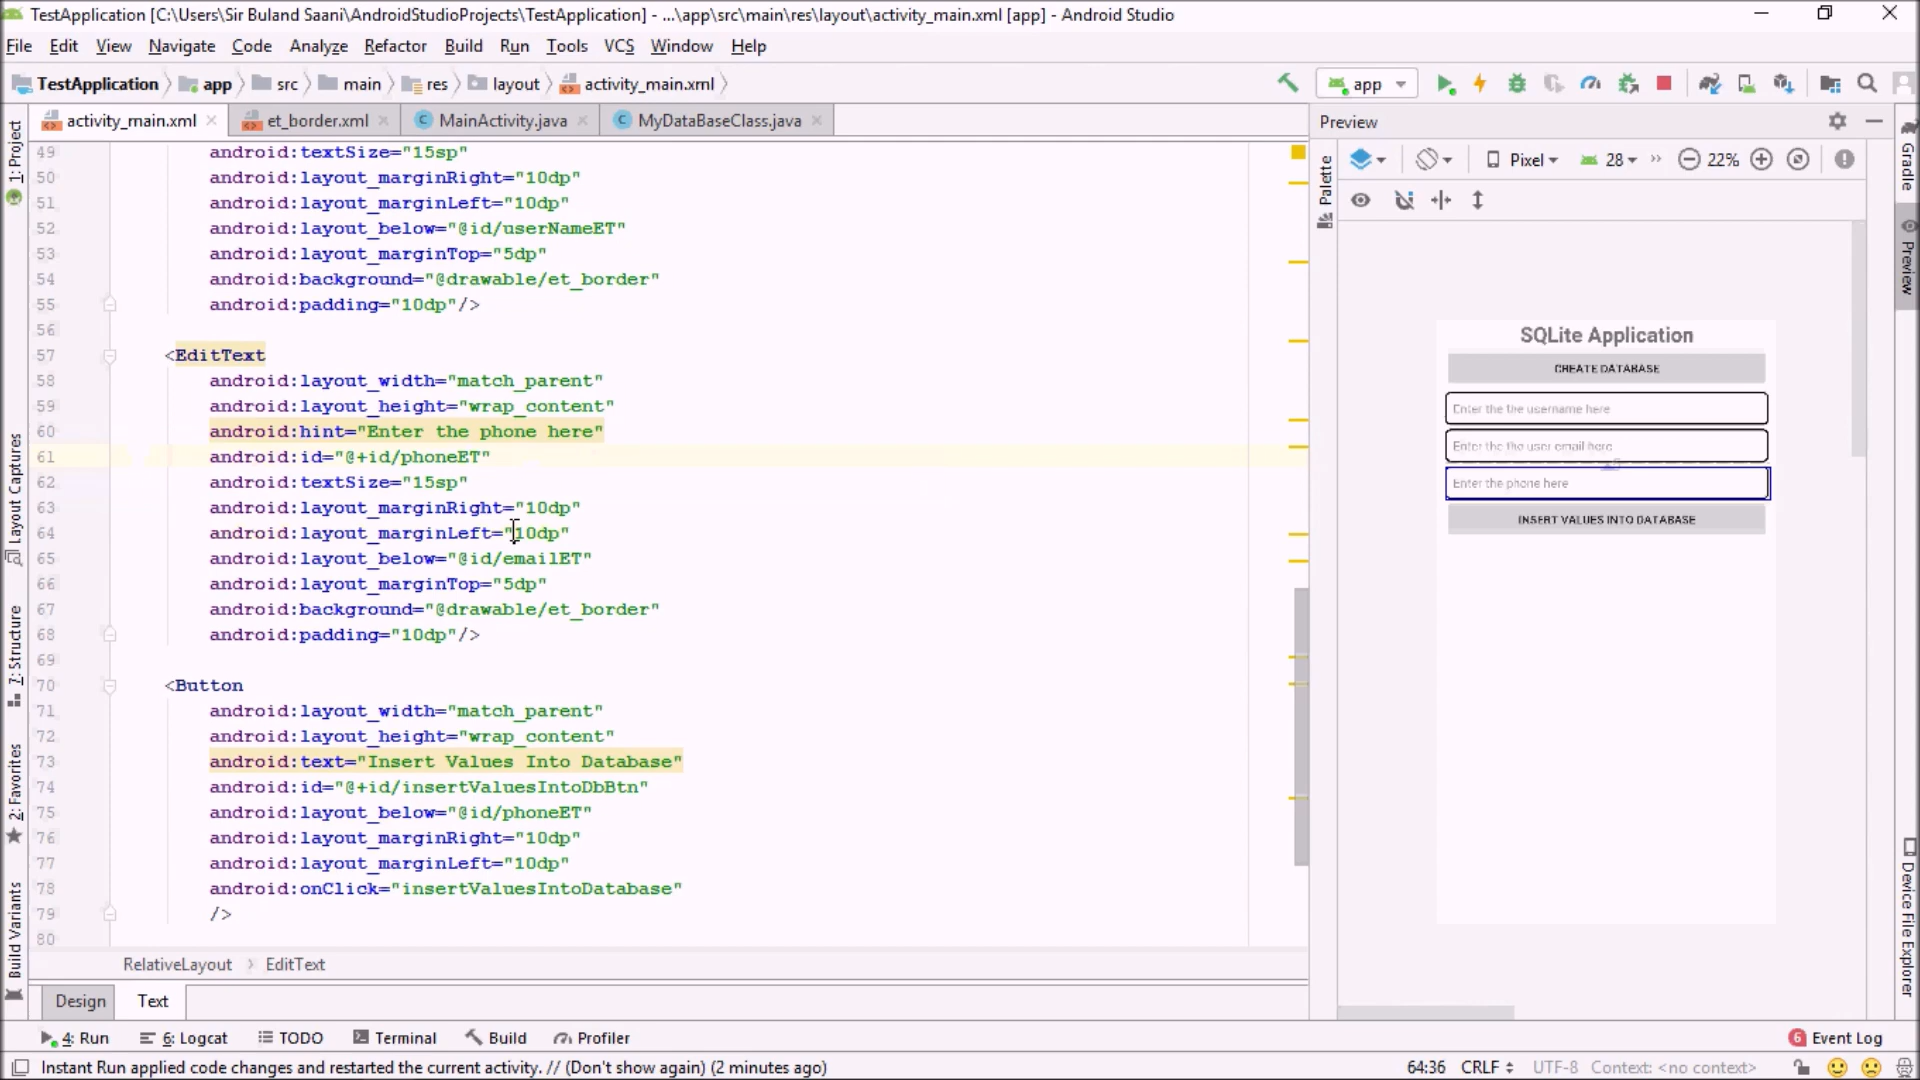 TestApplication [C:\Users\Sir Buland Saani\AndroidStudioProjects\TestApplication] - ...\app\src\main\res\layout\activity_main.xml [app] - Android Studio
File Edit View Navigate Code Analyze Refactor Build Run Tools VCS Window Help
TestApplication app src main res layout activity_main.xml app
activity_main.xml et_border.xml MainActivity.java MyDataBaseClass.java Preview
1: Project
Layout Captures
7: Structure
2: Favorites
Build Variants
49 android:textSize="15sp"
50 android:layout_marginRight="10dp"
51 android:layout_marginLeft="10dp"
52 android:layout_below="@id/userNameET"
53 android:layout_marginTop="5dp"
54 android:background="@drawable/et_border"
55 android:padding="10dp"/>
56
57 <EditText
58 android:layout_width="match_parent"
59 android:layout_height="wrap_content"
60 android:hint="Enter the phone here"
61 android:id="@+id/phoneET"
62 android:textSize="15sp"
63 android:layout_marginRight="10dp"
64 android:layout_marginLeft="10dp"
65 android:layout_below="@id/emailET"
66 android:layout_marginTop="5dp"
67 android:background="@drawable/et_border"
68 android:padding="10dp"/>
69
70 <Button
71 android:layout_width="match_parent"
72 android:layout_height="wrap_content"
73 android:text="Insert Values Into Database"
74 android:id="@+id/insertValuesIntoDbBtn"
75 android:layout_below="@id/phoneET"
76 android:layout_marginRight="10dp"
77 android:layout_marginLeft="10dp"
78 android:onClick="insertValuesIntoDatabase"
79 />
80
RelativeLayout EditText
Design Text
Palette
Pixel 28 22%
SQLite Application
CREATE DATABASE
Enter the the username here
Enter the the user email here
Enter the phone here
INSERT VALUES INTO DATABASE
Gradle
Preview
Device File Explorer
4: Run 6: Logcat TODO Terminal Build Profiler 6 Event Log
Instant Run applied code changes and restarted the current activity. // (Don't show again) (2 minutes ago) 64:36 CRLF UTF-8 Context: <no context>